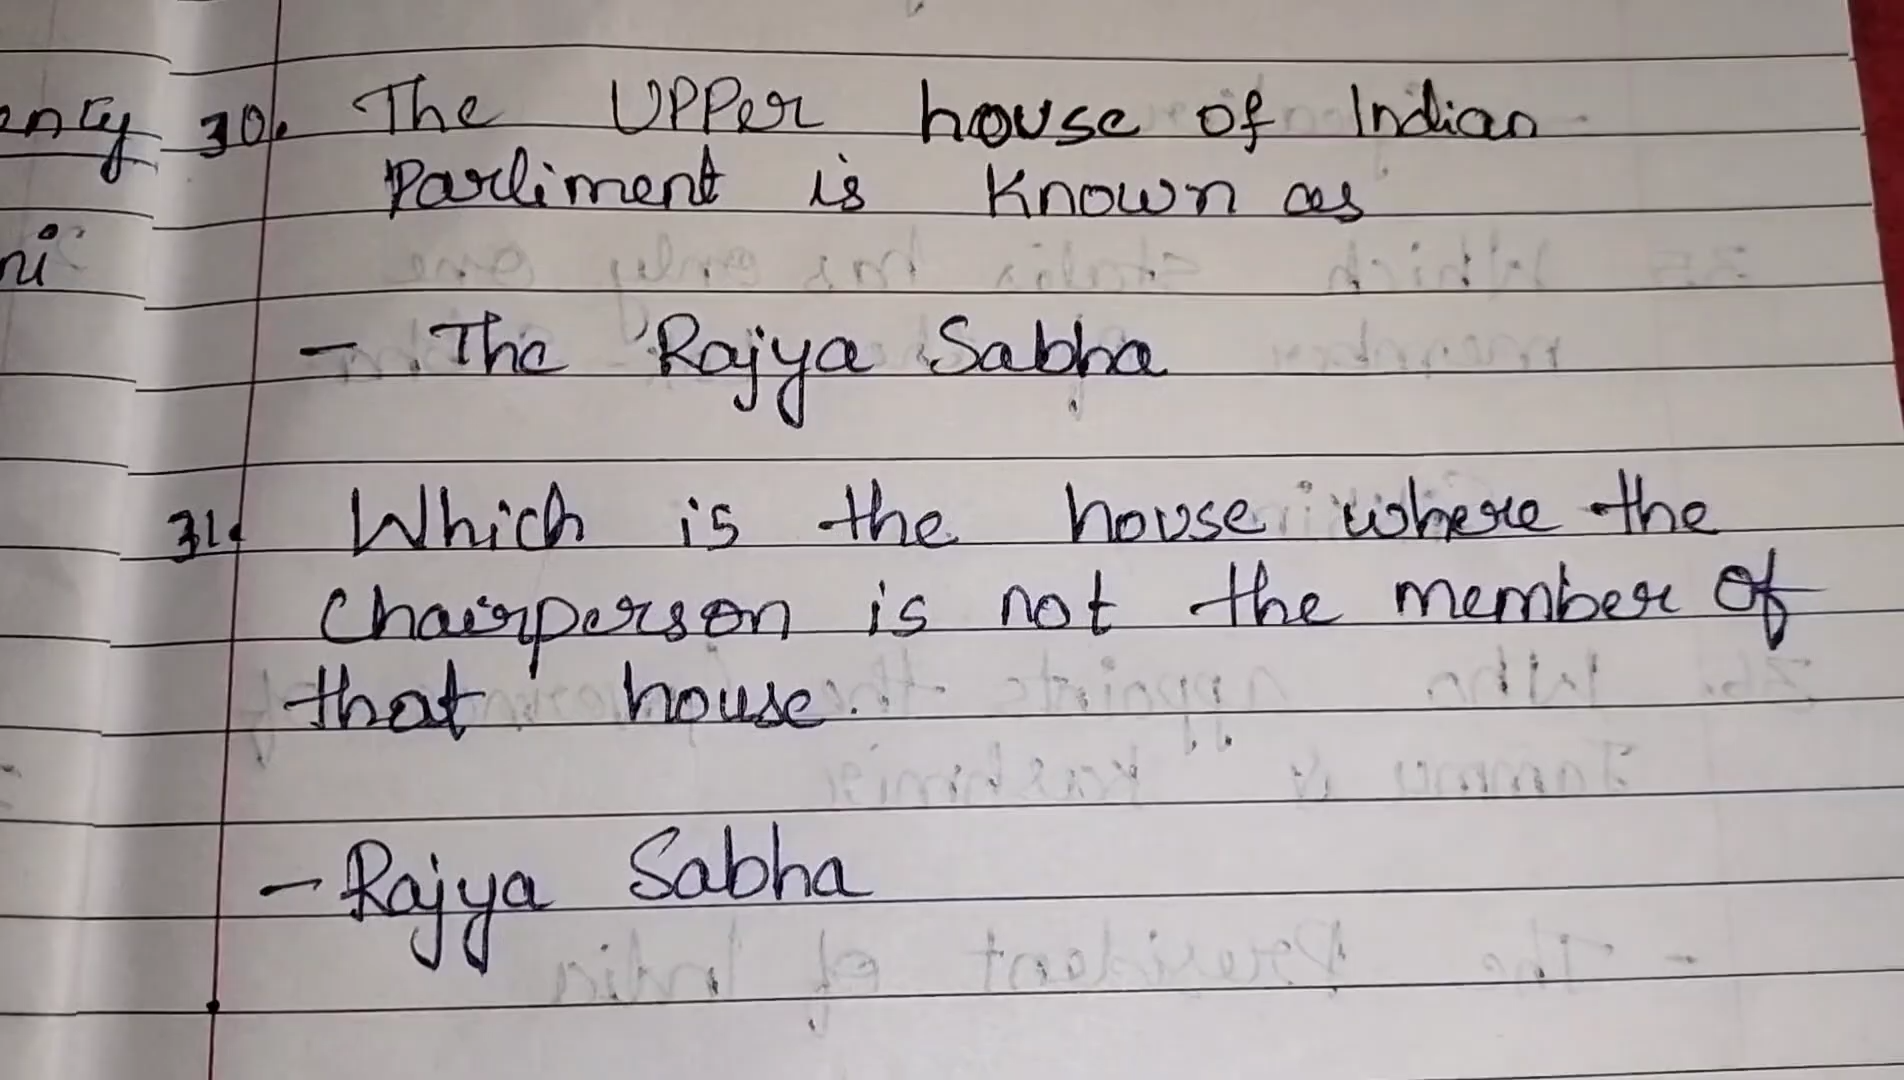 30. The UPPer house of Indian
Parliment is Known as
- The Rajya Sabha
31. Which is the house where the
Chairperson is not the member of
that house.
- Rajya Sabha